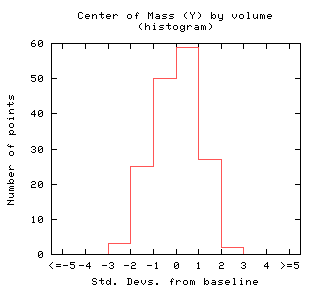 Center of Mass (Y) by volume
(histogram)
60
50
40
30
20
10
0
Number of points
<=-5 -4 -3 -2 -1 0 1 2 3 4 >=5
Std. Devs. from baseline